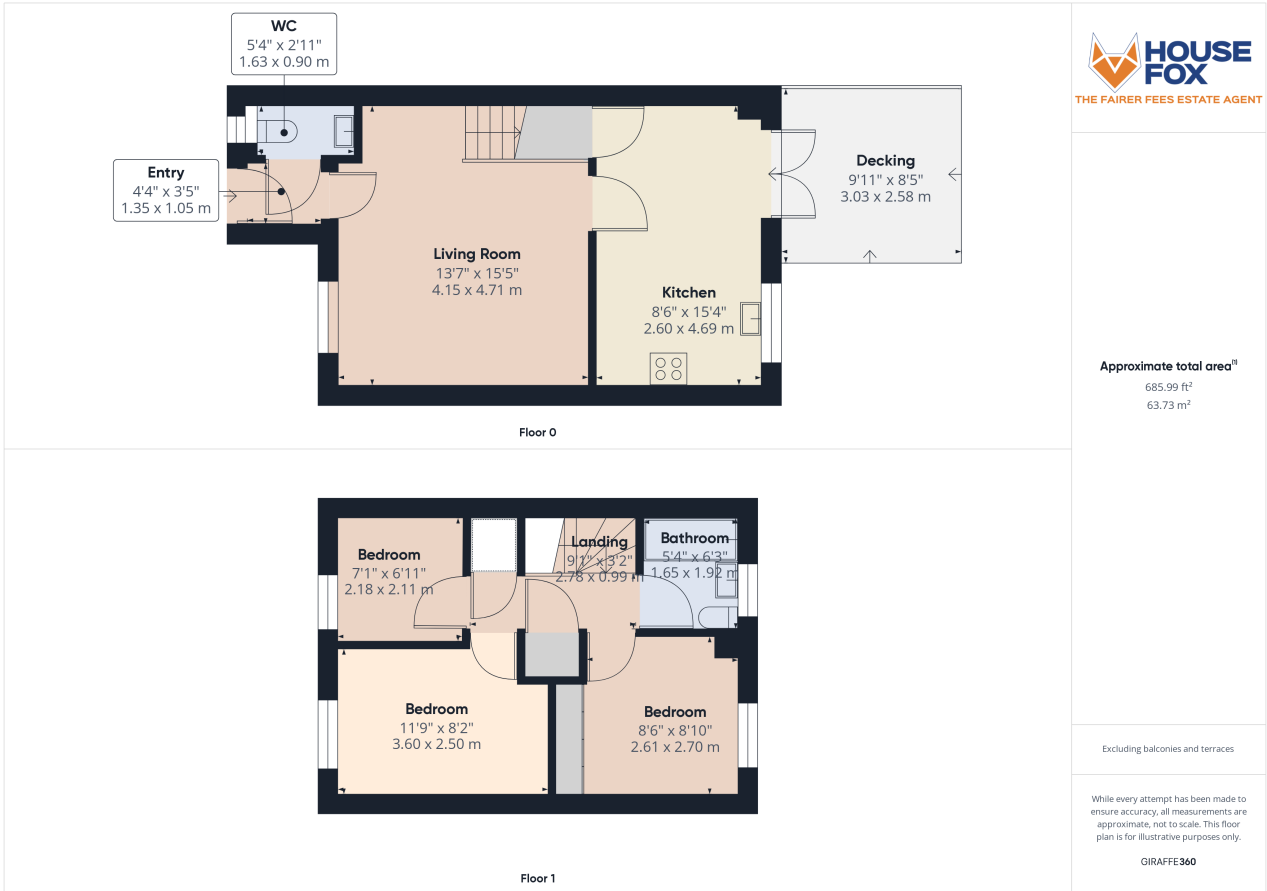 WC
5'4" x 2'11"
1.63 x 0.90 m
Entry
4'4" x 3'5"
1.35 x 1.05 m
Living Room
13'7" x 15'5"
4.15 x 4.71 m
Kitchen
8'6" x 15'4"
2.60 x 4.69 m
Decking
9'11" x 8'5"
3.03 x 2.58 m
Floor 0
Bedroom
7'1" x 6'11"
2.18 x 2.11 m
Landing
9'1" x 3'2"
2.78 x 0.99 m
Bathroom
5'4" x 6'3"
1.65 x 1.92 m
Bedroom
11'9" x 8'2"
3.60 x 2.50 m
Bedroom
8'6" x 8'10"
2.61 x 2.70 m
Floor 1
HOUSE
FOX
THE FAIRER FEES ESTATE AGENT
Approximate total area(1)
685.99 ft²
63.73 m²
Excluding balconies and terraces
While every attempt has been made to
ensure accuracy, all measurements are
approximate, not to scale. This floor
plan is for illustrative purposes only.
GIRAFFE360